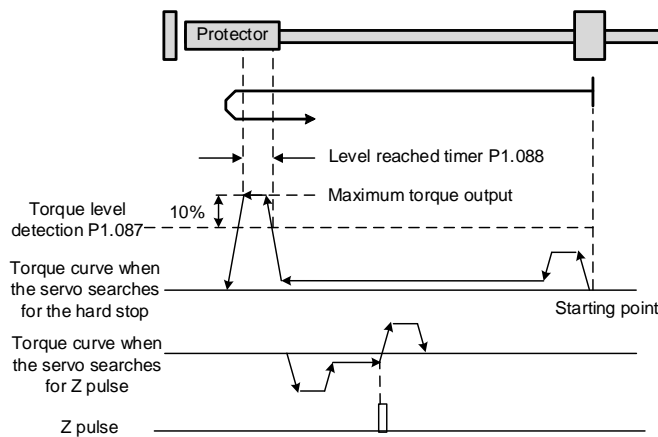 Protector
Level reached timer P1.088
Maximum torque output
10%
Torque level
detection P1.087
Torque curve when
the servo searches
for the hard stop
Starting point
Torque curve when
the servo searches
for Z pulse
Z pulse